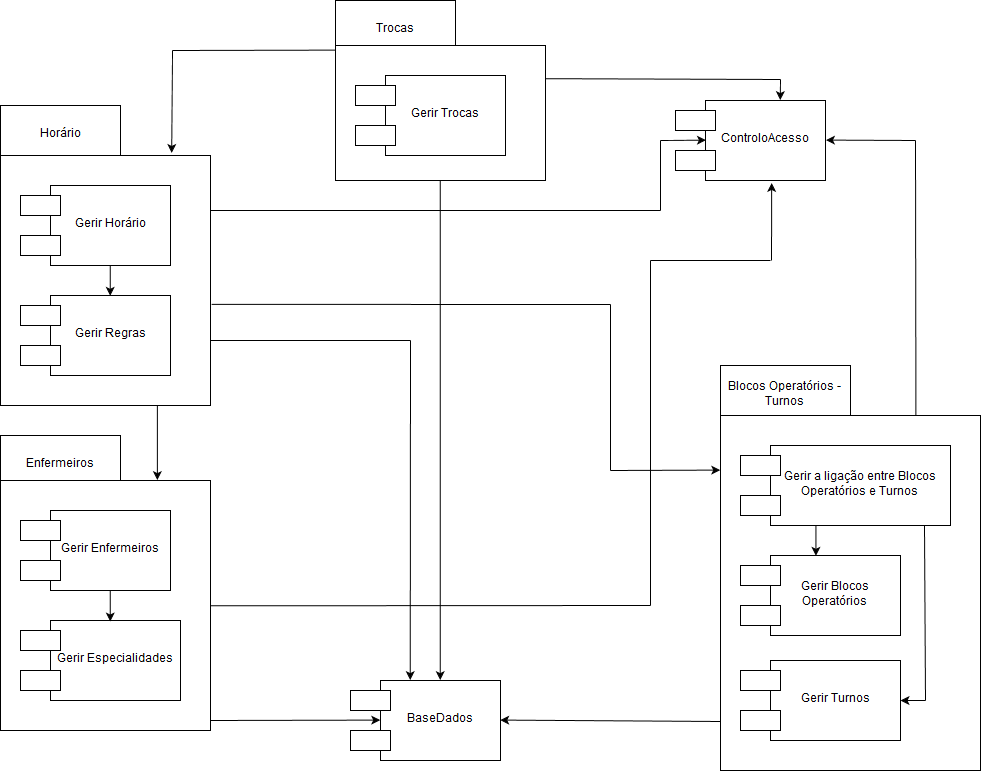 Trocas
Gerir Trocas
ControloAcesso
Horário
Gerir Horário
Gerir Regras
Blocos Operatórios -
Turnos
Gerir a ligação entre Blocos
Operatórios e Turnos
Gerir Blocos
Operatórios
Gerir Turnos
Enfermeiros
Gerir Enfermeiros
Gerir Especialidades
BaseDados